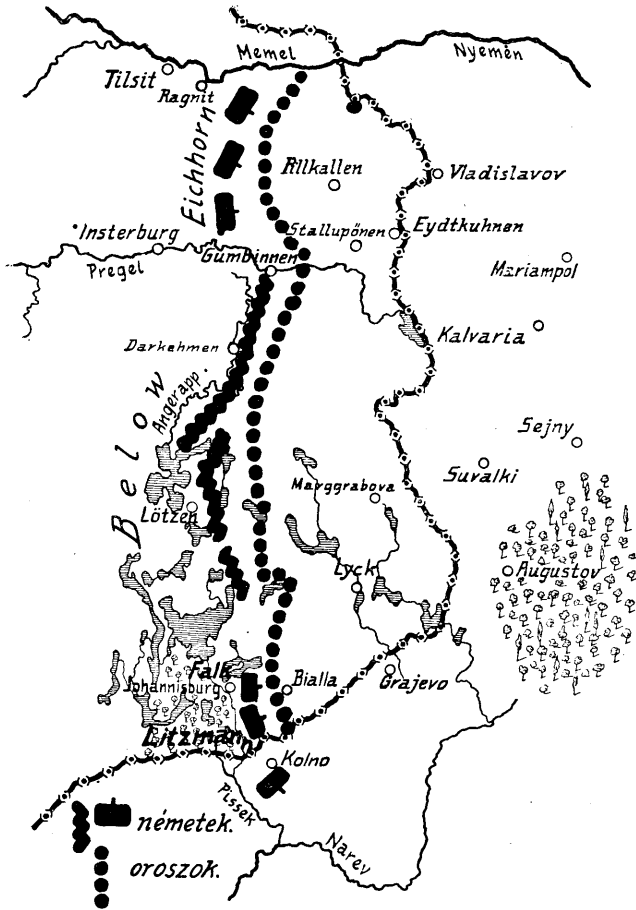 Memel
Nyemen
Tilsit
Ragnit
Eichhorn
Pillkallen
Vladislavov
Insterburg
Stallupönen
Eydtkuhnen
Pregel
Gumbinnen
Mariampol
Kalvaria
Darkehmen
Angerapp.
Below
Sejny
Suvalki
Marggrabova
Lötzen
Lyck
Augustov
Falk
Johannisburg
Bialla
Grajevo
Litzmann
Kolno
Pissek
németek.
Narev
oroszok.